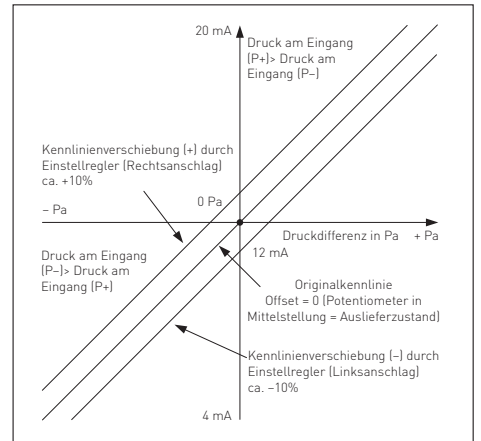 20 mA
Druck am Eingang
(P+)> Druck am
Eingang (P–)
Kennlinienverschiebung (+) durch
Einstellregler (Rechtsanschlag)
ca. +10%
0 Pa
– Pa
Druckdifferenz in Pa
+ Pa
12 mA
Druck am Eingang
(P–)> Druck am
Eingang (P+)
Originalkennlinie
Offset = 0 (Potentiometer in
Mittelstellung = Auslieferzustand)
Kennlinienverschiebung (–) durch
Einstellregler (Linksanschlag)
ca. –10%
4 mA